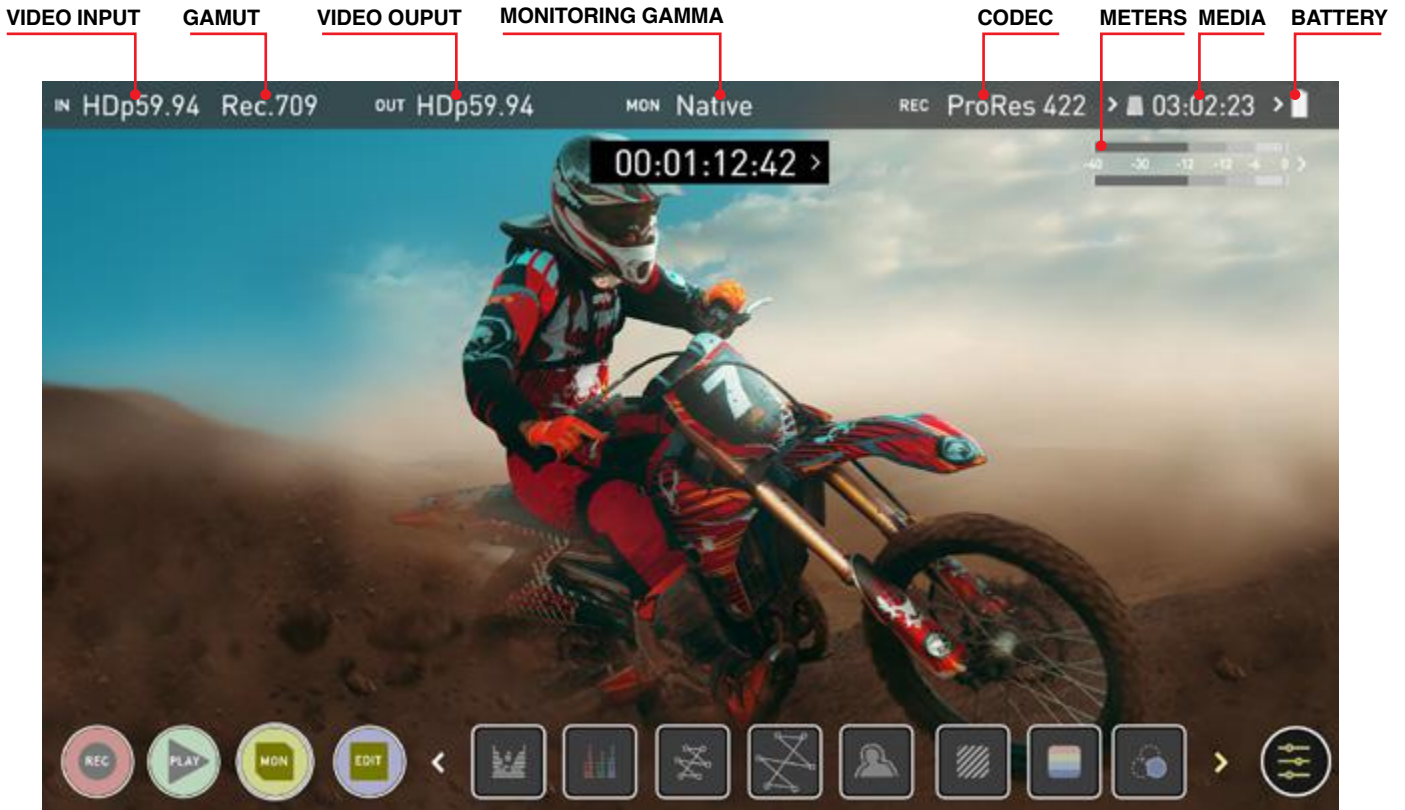 VIDEO INPUT GAMUT VIDEO OUPUT MONITORING GAMMA CODEC METERS MEDIA BATTERY
IN HDp59.94 Rec.709 OUT HDp59.94 MON Native REC ProRes 422 > 03:02:23 >
00:01:12:42 >
-40 -30 -12 -12 -6 0 >
7
REC PLAY MON EDIT < >